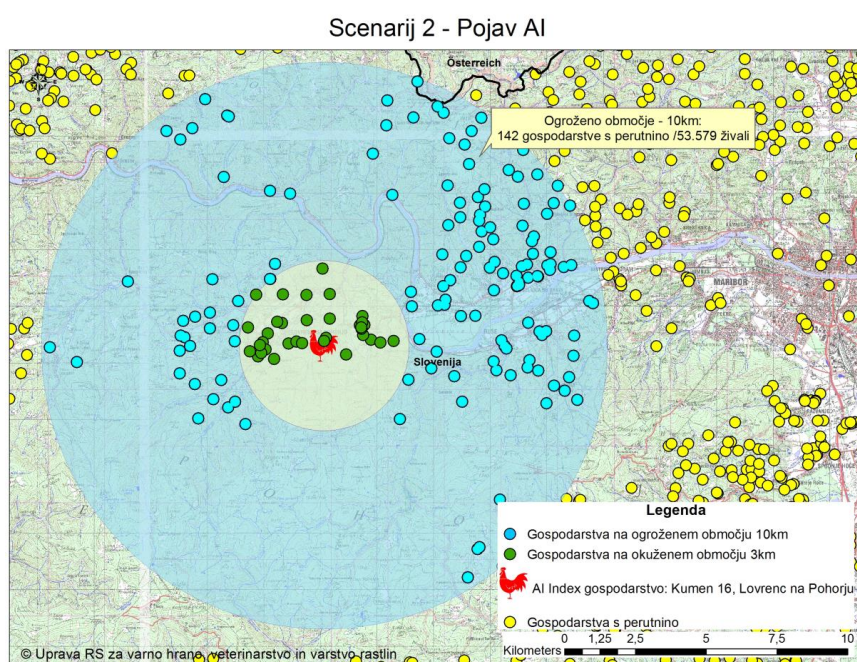 Scenarij 2 - Pojav AI
Österreich
Ogroženo območje - 10km:
142 gospodarstve s perutnino /53.579 živali
MARIBOR
Slovenija
Legenda
Gospodarstva na ogroženem območju 10km
Gospodarstva na okuženem območju 3km
AI Index gospodarstvo: Kumen 16, Lovrenc na Pohorju
Gospodarstva s perutnino
Kilometers 0 1,25 2,5 5 7,5 10
© Uprava RS za varno hrano, veterinarstvo in varstvo rastlin